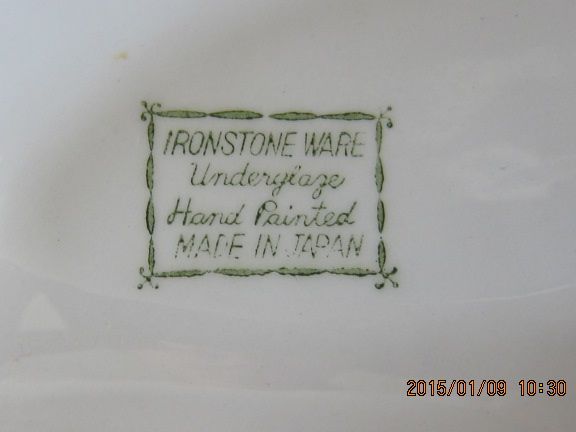 IRONSTONE WARE
Underglaze
Hand Painted
MADE IN JAPAN
2015/01/09 10:30